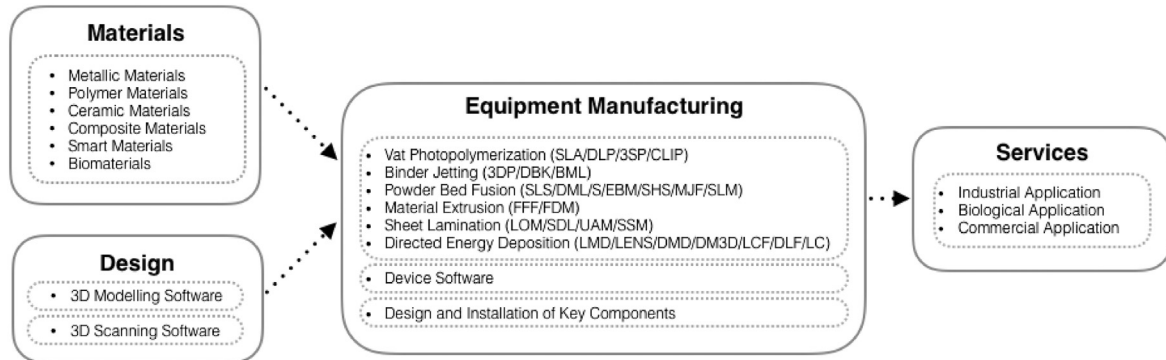 Materials
• Metallic Materials
• Polymer Materials
• Ceramic Materials
• Composite Materials
• Smart Materials
• Biomaterials
Design
• 3D Modelling Software
• 3D Scanning Software
Equipment Manufacturing
• Vat Photopolymerization (SLA/DLP/3SP/CLIP)
• Binder Jetting (3DP/DBK/BML)
• Powder Bed Fusion (SLS/DML/S/EBM/SHS/MJF/SLM)
• Material Extrusion (FFF/FDM)
• Sheet Lamination (LOM/SDL/UAM/SSM)
• Directed Energy Deposition (LMD/LENS/DMD/DM3D/LCF/DLF/LC)
• Device Software
• Design and Installation of Key Components
Services
• Industrial Application
• Biological Application
• Commercial Application